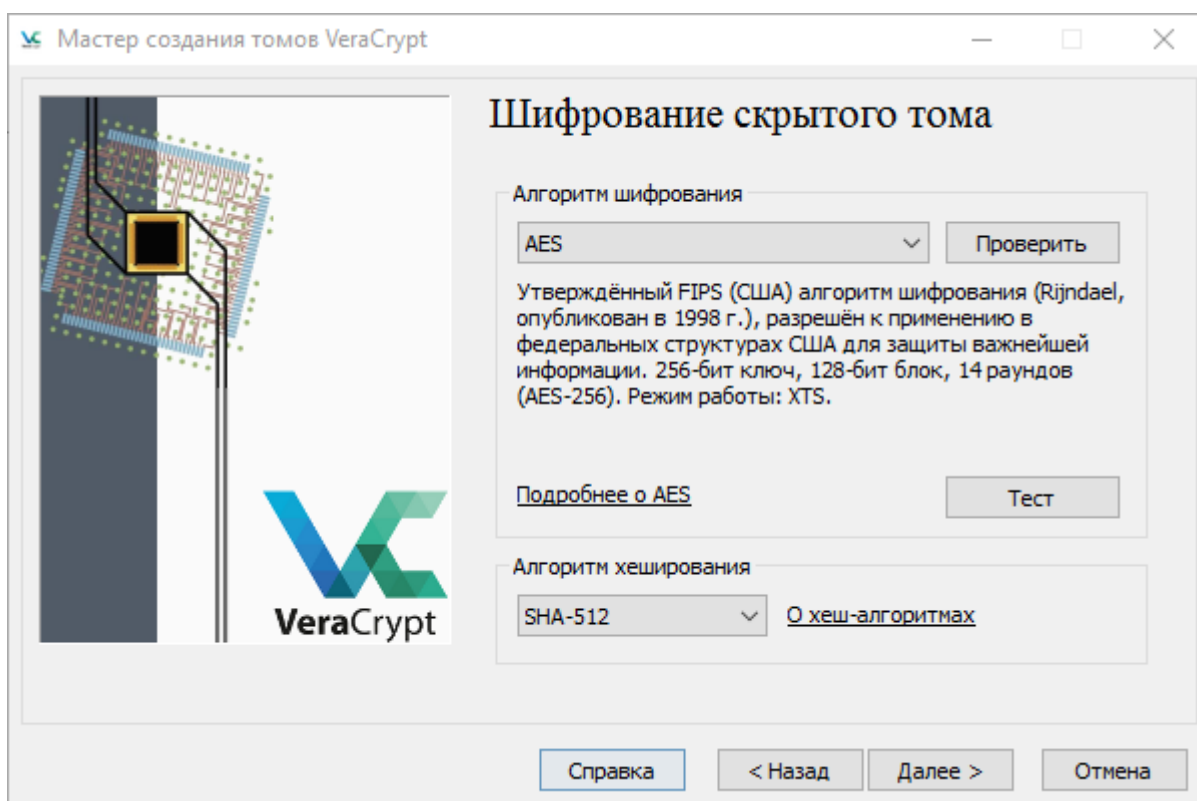 Мастер создания томов VeraCrypt
Шифрование скрытого тома
Алгоритм шифрования
AES
Проверить
Утверждённый FIPS (США) алгоритм шифрования (Rijndael,
опубликован в 1998 г.), разрешён к применению в
федеральных структурах США для защиты важнейшей
информации. 256-бит ключ, 128-бит блок, 14 раундов
(AES-256). Режим работы: XTS.
Подробнее о AES
Тест
Алгоритм хеширования
SHA-512
О хеш-алгоритмах
VeraCrypt
Справка
< Назад
Далее >
Отмена